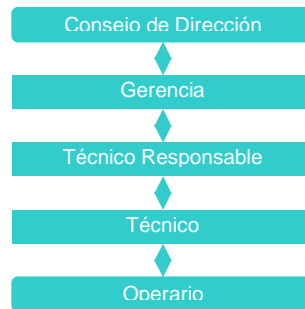 Consejo de Dirección
Gerencia
Técnico Responsable
Técnico
Operario